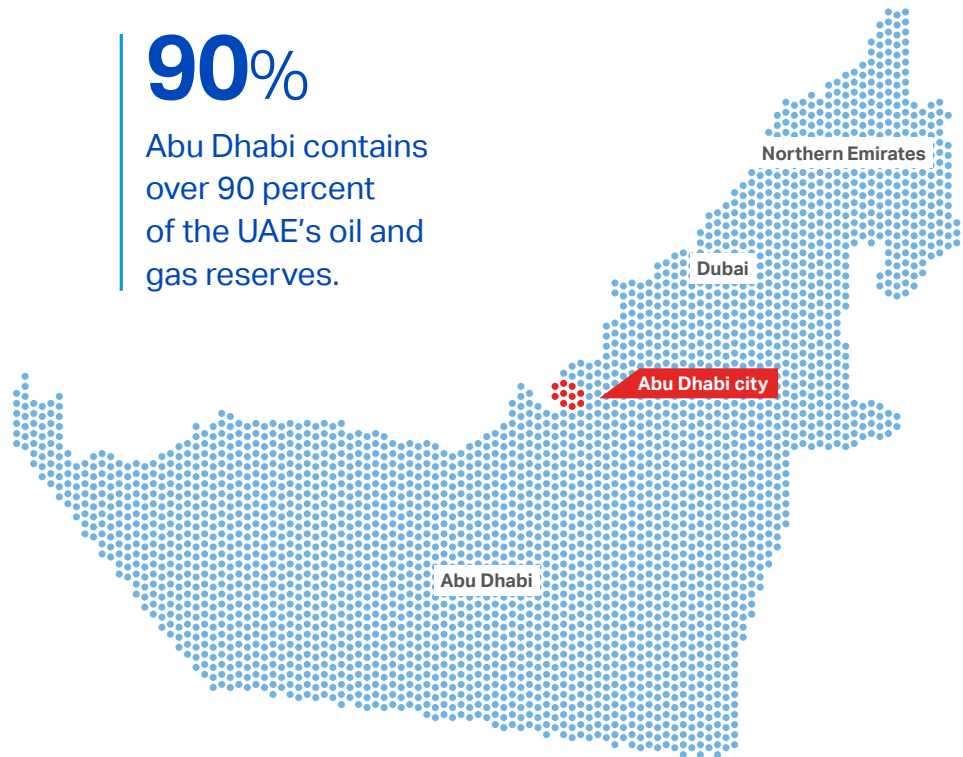 90%
Abu Dhabi contains
over 90 percent
of the UAE's oil and
gas reserves.
Northern Emirates
Dubai
Abu Dhabi city
Abu Dhabi